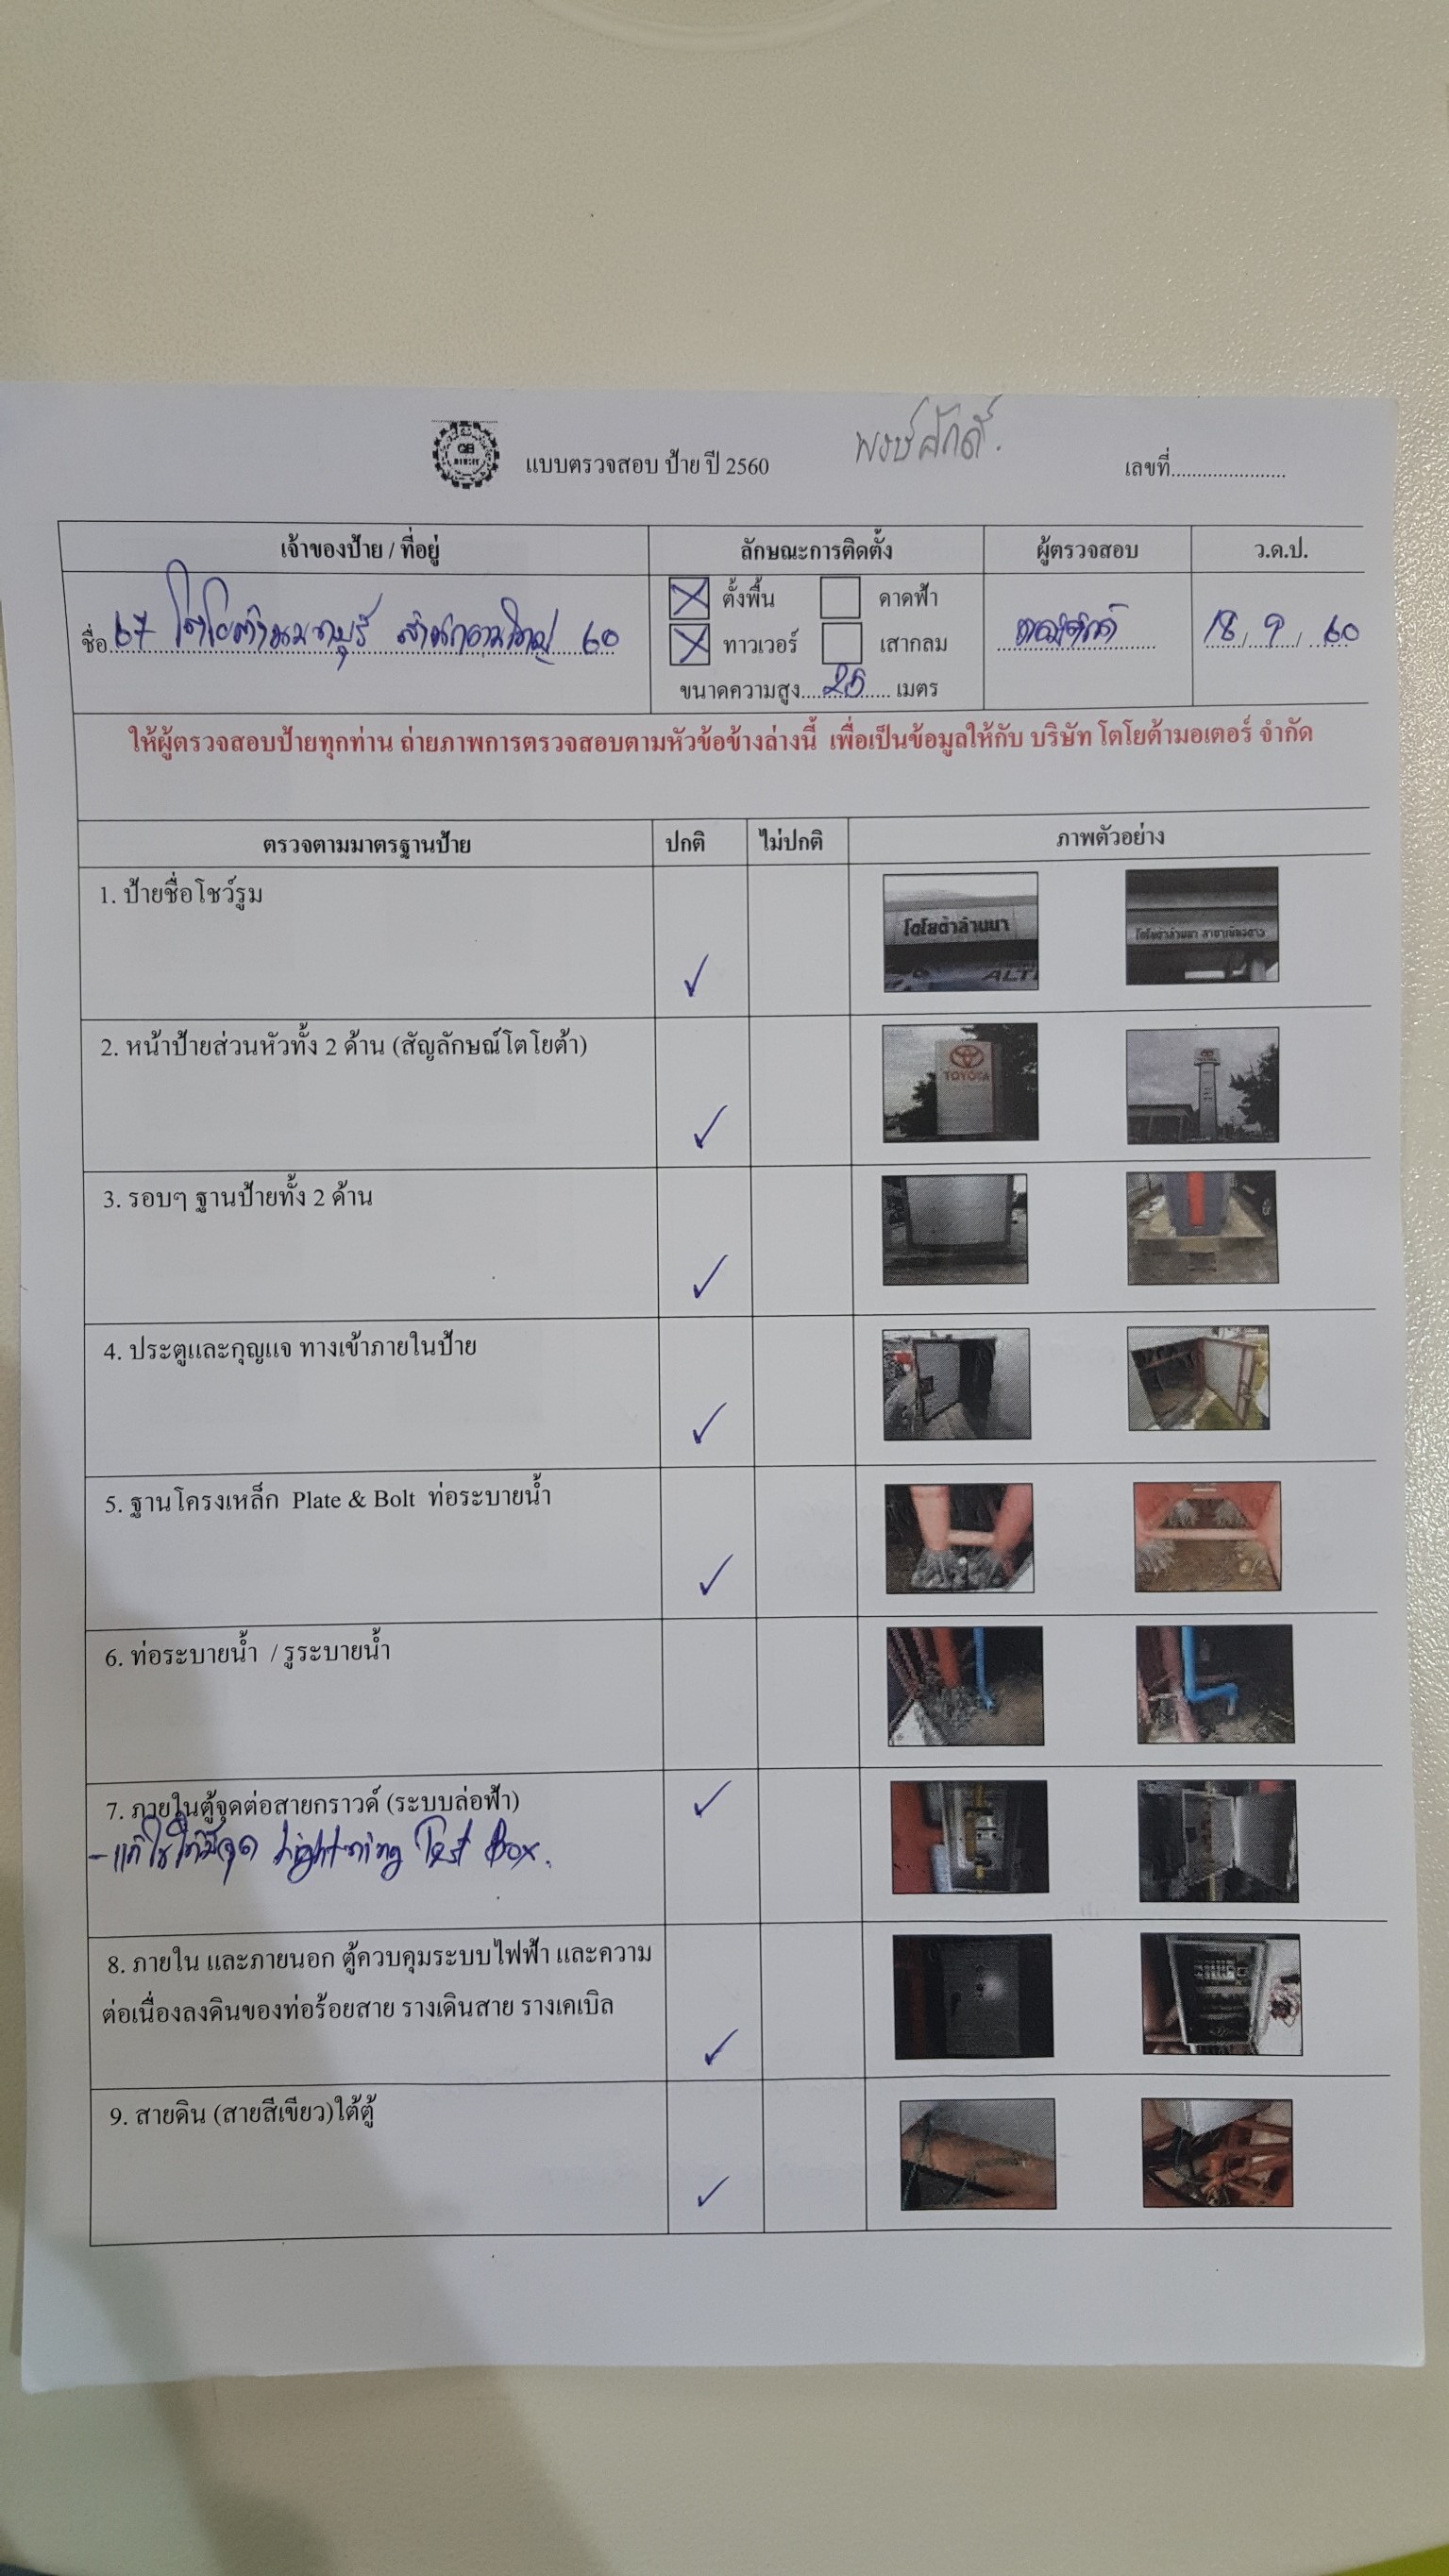 พงษ์ศักดิ์.
แบบตรวจสอบ ป้าย ปี 2560
เลขที่......................
เจ้าของป้าย / ที่อยู่ ลักษณะการติดตั้ง ผู้ตรวจสอบ ว.ด.ป.
ชื่อ 67 โตโยต้านนทบุรี สำนักงานใหญ่ 60
ตั้งพื้น ดาดฟ้า
ทาวเวอร์ เสากลม
ขนาดความสูง 25 เมตร
18 / 9 / 60
ให้ผู้ตรวจสอบป้ายทุกท่าน ถ่ายภาพการตรวจสอบตามหัวข้อข้างล่างนี้ เพื่อเป็นข้อมูลให้กับ บริษัท โตโยต้ามอเตอร์ จำกัด
ตรวจตามมาตรฐานป้าย ปกติ ไม่ปกติ ภาพตัวอย่าง
1. ป้ายชื่อโชว์รูม
โตโยต้าล้านนา
ALTI
2. หน้าป้ายส่วนหัวทั้ง 2 ด้าน (สัญลักษณ์โตโยต้า)
TOYOTA
3. รอบๆ ฐานป้ายทั้ง 2 ด้าน
4. ประตูและกุญแจ ทางเข้าภายในป้าย
5. ฐานโครงเหล็ก Plate & Bolt ท่อระบายน้ำ
6. ท่อระบายน้ำ / รูระบายน้ำ
7. ภายในตู้จุดต่อสายกราวด์ (ระบบล่อฟ้า)
- แก้ไขให้มีจุด Lightning Test Box.
8. ภายใน และภายนอก ตู้ควบคุมระบบไฟฟ้า และความ
ต่อเนื่องลงดินของท่อร้อยสาย รางเดินสาย รางเคเบิล
9. สายดิน (สายสีเขียว)ใต้ตู้